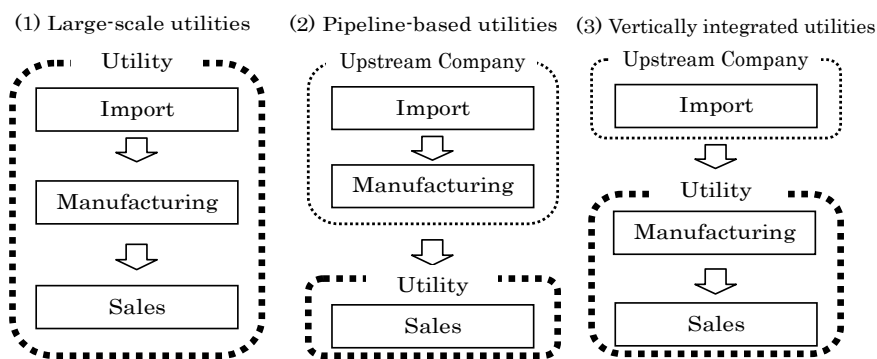 (1) Large-scale utilities
Utility
Import
Manufacturing
Sales
(2) Pipeline-based utilities
Upstream Company
Import
Manufacturing
Utility
Sales
(3) Vertically integrated utilities
Upstream Company
Import
Utility
Manufacturing
Sales